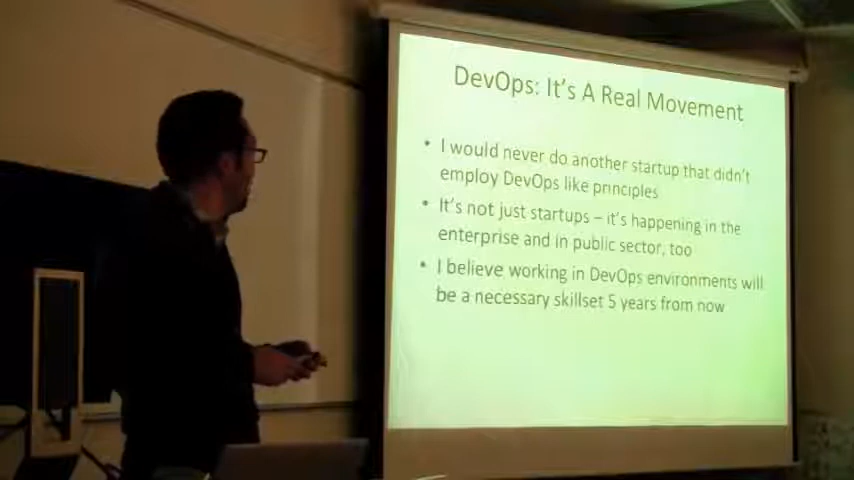 DevOps: It's A Real Movement
• I would never do another startup that didn't
employ DevOps like principles
• It's not just startups – it's happening in the
enterprise and in public sector, too
• I believe working in DevOps environments will
be a necessary skillset 5 years from now